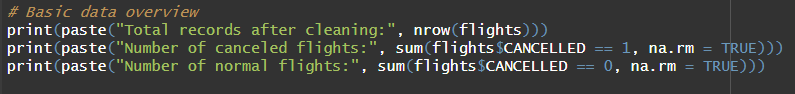 # Basic data overview
print(paste("Total records after cleaning:", nrow(flights)))
print(paste("Number of canceled flights:", sum(flights$CANCELLED == 1, na.rm = TRUE)))
print(paste("Number of normal flights:", sum(flights$CANCELLED == 0, na.rm = TRUE)))